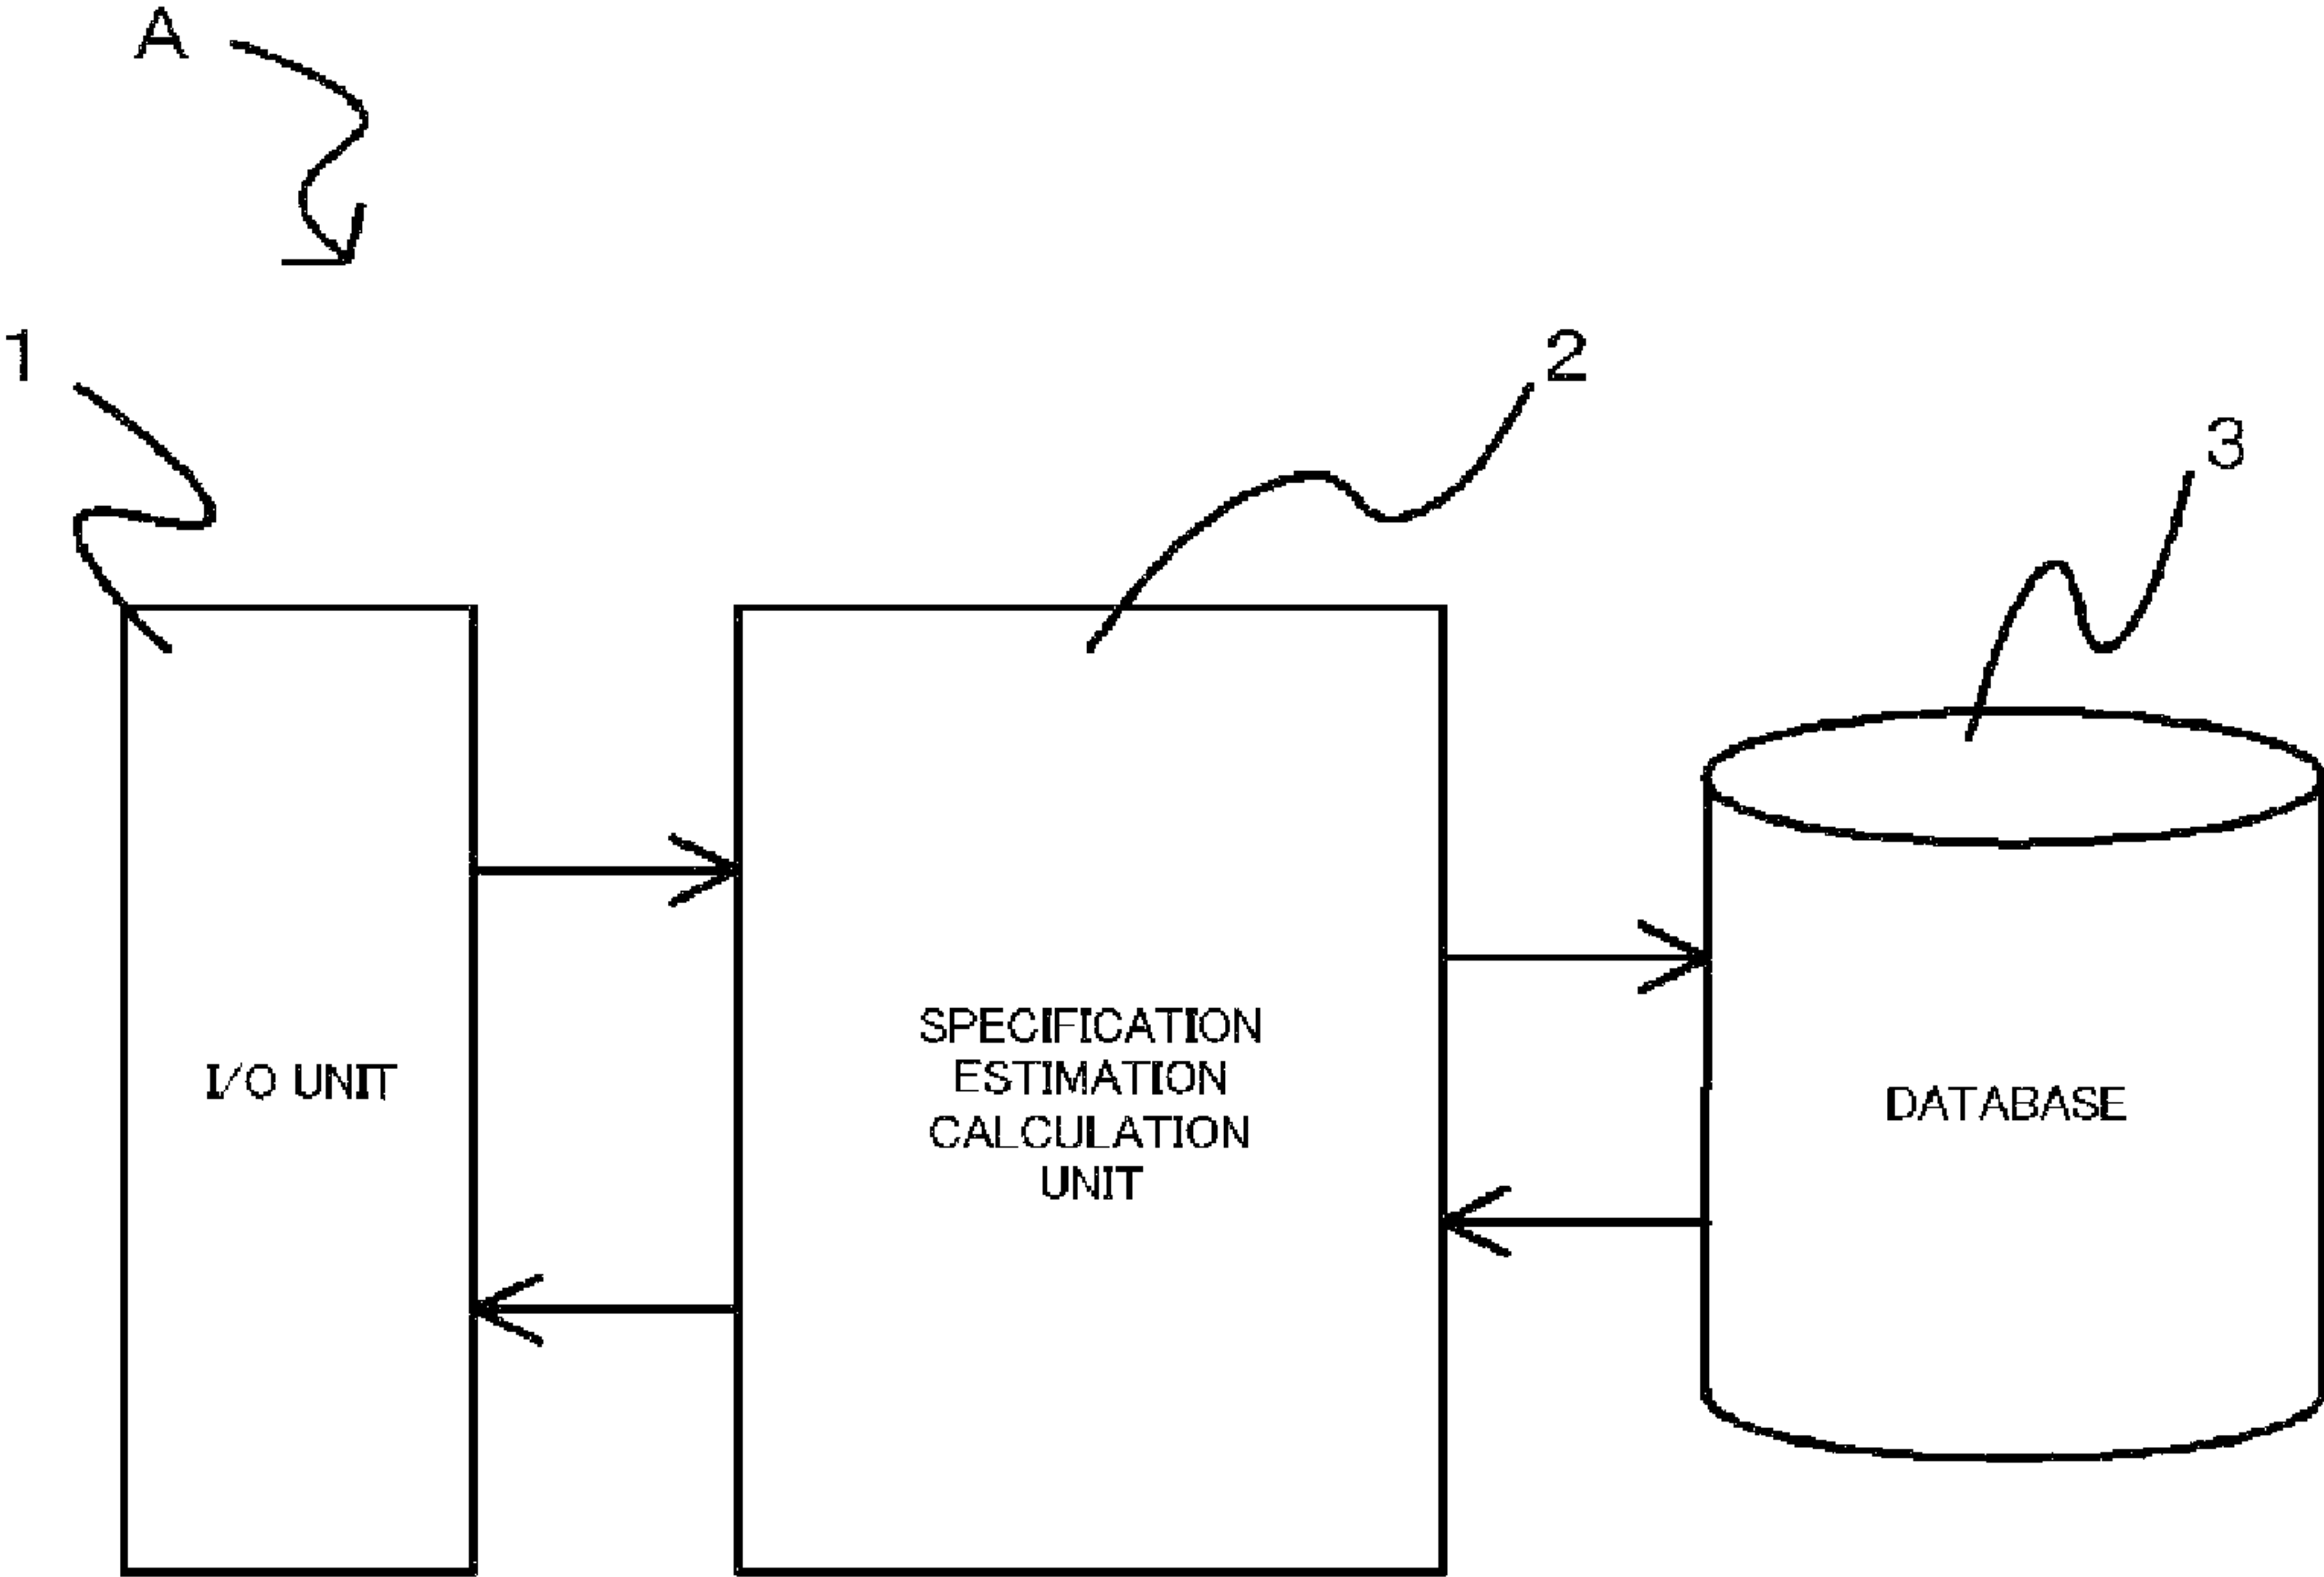 A
1
2
3
I/O UNIT
SPECIFICATION
ESTIMATION
CALCULATION
UNIT
DATABASE